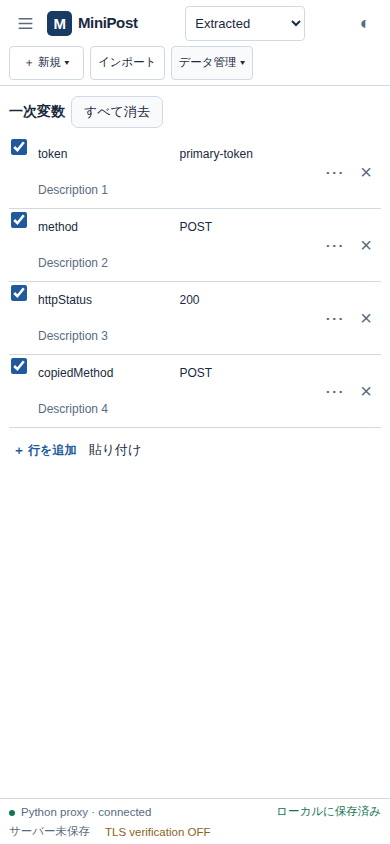 M MiniPost Extracted
+ 新規 ▾ インポート データ管理 ▾
一次変数 すべて消去
token primary-token
Description 1
method POST
Description 2
httpStatus 200
Description 3
copiedMethod POST
Description 4
+ 行を追加 貼り付け
Python proxy · connected ローカルに保存済み
サーバー未保存 TLS verification OFF